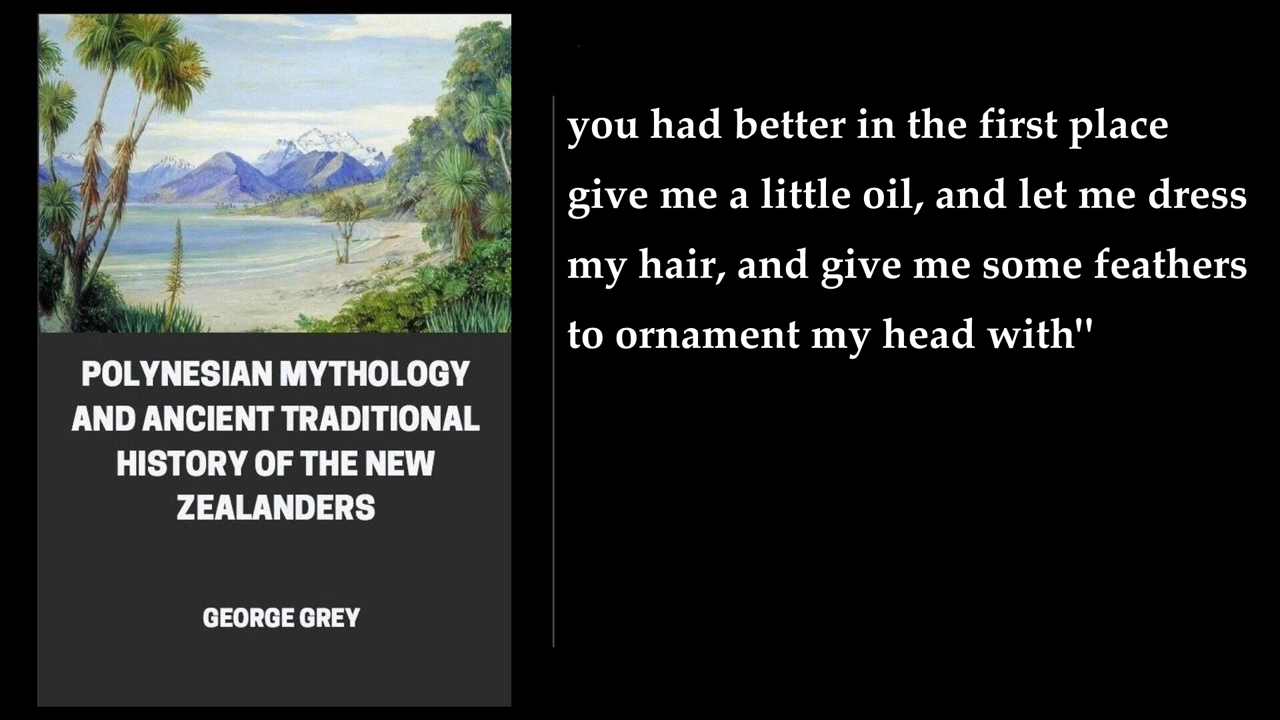 POLYNESIAN MYTHOLOGY
AND ANCIENT TRADITIONAL
HISTORY OF THE NEW
ZEALANDERS
GEORGE GREY
you had better in the first place
give me a little oil, and let me dress
my hair, and give me some feathers
to ornament my head with"